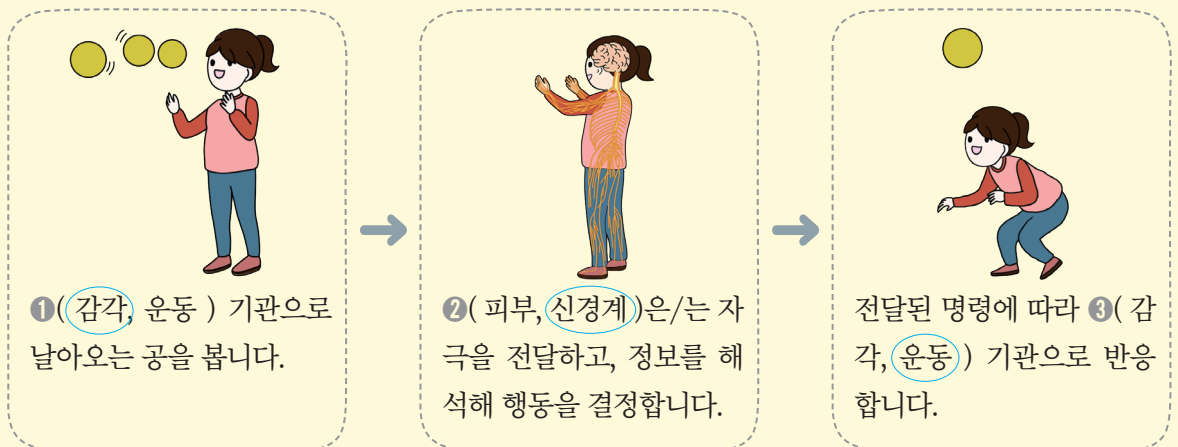 ❶( 감각, 운동 ) 기관으로
날아오는 공을 봅니다.
❷( 피부, 신경계 )은/는 자
극을 전달하고, 정보를 해
석해 행동을 결정합니다.
전달된 명령에 따라 ❸( 감
각, 운동 ) 기관으로 반응
합니다.